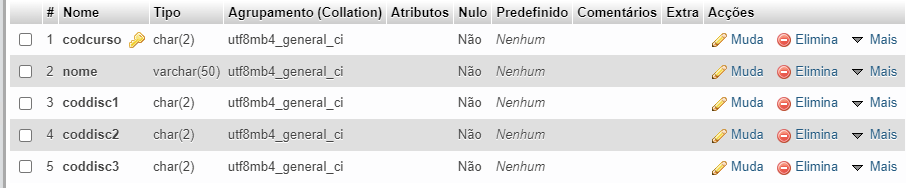 # Nome Tipo Agrupamento (Collation) Atributos Nulo Predefinido Comentários Extra Acções
1 codcurso char(2) utf8mb4_general_ci Não Nenhum Muda Elimina Mais
2 nome varchar(50) utf8mb4_general_ci Não Nenhum Muda Elimina Mais
3 coddisc1 char(2) utf8mb4_general_ci Não Nenhum Muda Elimina Mais
4 coddisc2 char(2) utf8mb4_general_ci Não Nenhum Muda Elimina Mais
5 coddisc3 char(2) utf8mb4_general_ci Não Nenhum Muda Elimina Mais